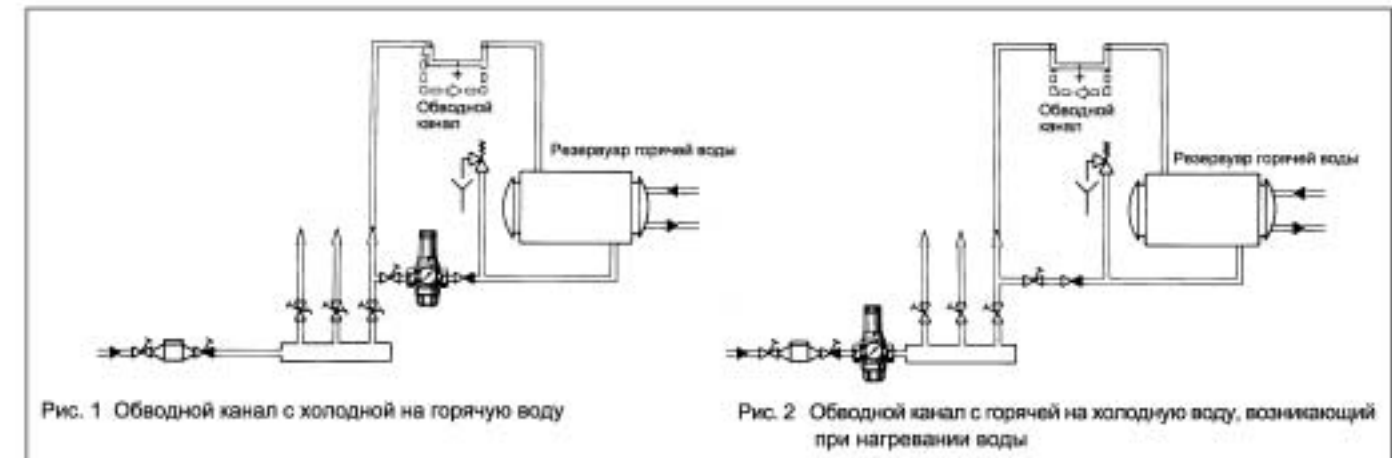 Обводной
канал
Резервуар горячей воды
Рис. 1 Обводной канал с холодной на горячую воду
Обводной
канал
Резервуар горячей воды
Рис. 2 Обводной канал с горячей на холодную воду, возникающий
при нагревании воды